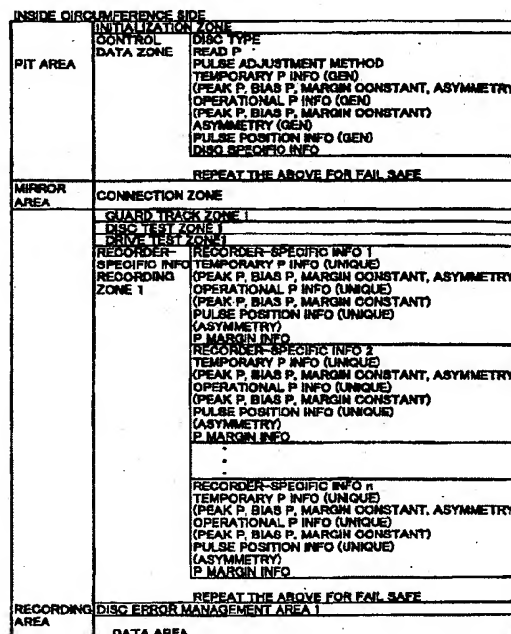 INSIDE CIRCUMFERENCE SIDE
INITIALIZATION ZONE
PIT AREA
CONTROL DATA ZONE
DISC TYPE
READ P
PULSE ADJUSTMENT METHOD
TEMPORARY P INFO (GEN)
(PEAK P, BIAS P, MARGIN CONSTANT, ASYMMETRY
OPERATIONAL P INFO (GEN)
(PEAK P, BIAS P, MARGIN CONSTANT)
ASYMMETRY (GEN)
PULSE POSITION INFO (GEN)
DISC SPECIFIC INFO
REPEAT THE ABOVE FOR FAIL SAFE
MIRROR AREA
CONNECTION ZONE
GUARD TRACK ZONE 1
DISC TEST ZONE 1
DRIVE TEST ZONE1
RECORDER-SPECIFIC INFO RECORDING ZONE 1
RECORDER-SPECIFIC INFO 1
TEMPORARY P INFO (UNIQUE)
(PEAK P, BIAS P, MARGIN CONSTANT, ASYMMETRY
OPERATIONAL P INFO (UNIQUE)
(PEAK P, BIAS P, MARGIN CONSTANT)
PULSE POSITION INFO (UNIQUE)
(ASYMMETRY)
P MARGIN INFO
RECORDER-SPECIFIC INFO 2
TEMPORARY P INFO (UNIQUE)
(PEAK P, BIAS P, MARGIN CONSTANT, ASYMMETRY
OPERATIONAL P INFO (UNIQUE)
(PEAK P, BIAS P, MARGIN CONSTANT)
PULSE POSITION INFO (UNIQUE)
(ASYMMETRY)
P MARGIN INFO
RECORDER-SPECIFIC INFO n
TEMPORARY P INFO (UNIQUE)
(PEAK P, BIAS P, MARGIN CONSTANT, ASYMMETRY
OPERATIONAL P INFO (UNIQUE)
(PEAK P, BIAS P, MARGIN CONSTANT)
PULSE POSITION INFO (UNIQUE)
(ASYMMETRY)
P MARGIN INFO
REPEAT THE ABOVE FOR FAIL SAFE
RECORDING AREA
DISC ERROR MANAGEMENT AREA 1
DATA AREA